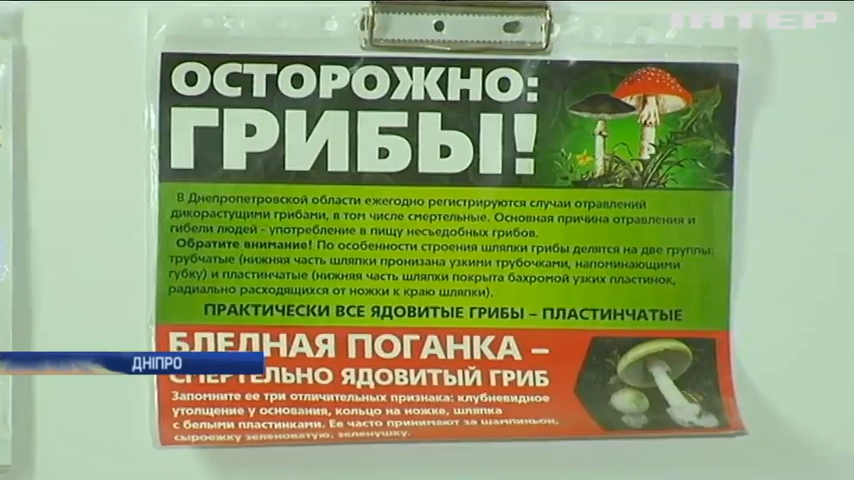 ІНТЕР
ОСТОРОЖНО:
ГРИБЫ!
В Днепропетровской области ежегодно регистрируются случаи отравлений
дикорастущими грибами, в том числе смертельные. Основная причина отравления и
гибели людей - употребление в пищу несъедобных грибов.
Обратите внимание! По особенности строения шляпки грибы делятся на две группы:
трубчатые (нижняя часть шляпки пронизана узкими трубочками, напоминающими
губку) и пластинчатые (нижняя часть шляпки покрыта бахромой узких пластинок,
радиально расходящихся от ножки к краю шляпки).
ПРАКТИЧЕСКИ ВСЕ ЯДОВИТЫЕ ГРИБЫ – ПЛАСТИНЧАТЫЕ
БЛЕДНАЯ ПОГАНКА –
ДНІПРО
СМЕРТЕЛЬНО ЯДОВИТЫЙ ГРИБ
Запомните ее три отличительных признака: клубневидное
утолщение у основания, кольцо на ножке, шляпка
с белыми пластинками. Ее часто принимают за шампиньон,
сыроежку зеленоватую, зеленушку.